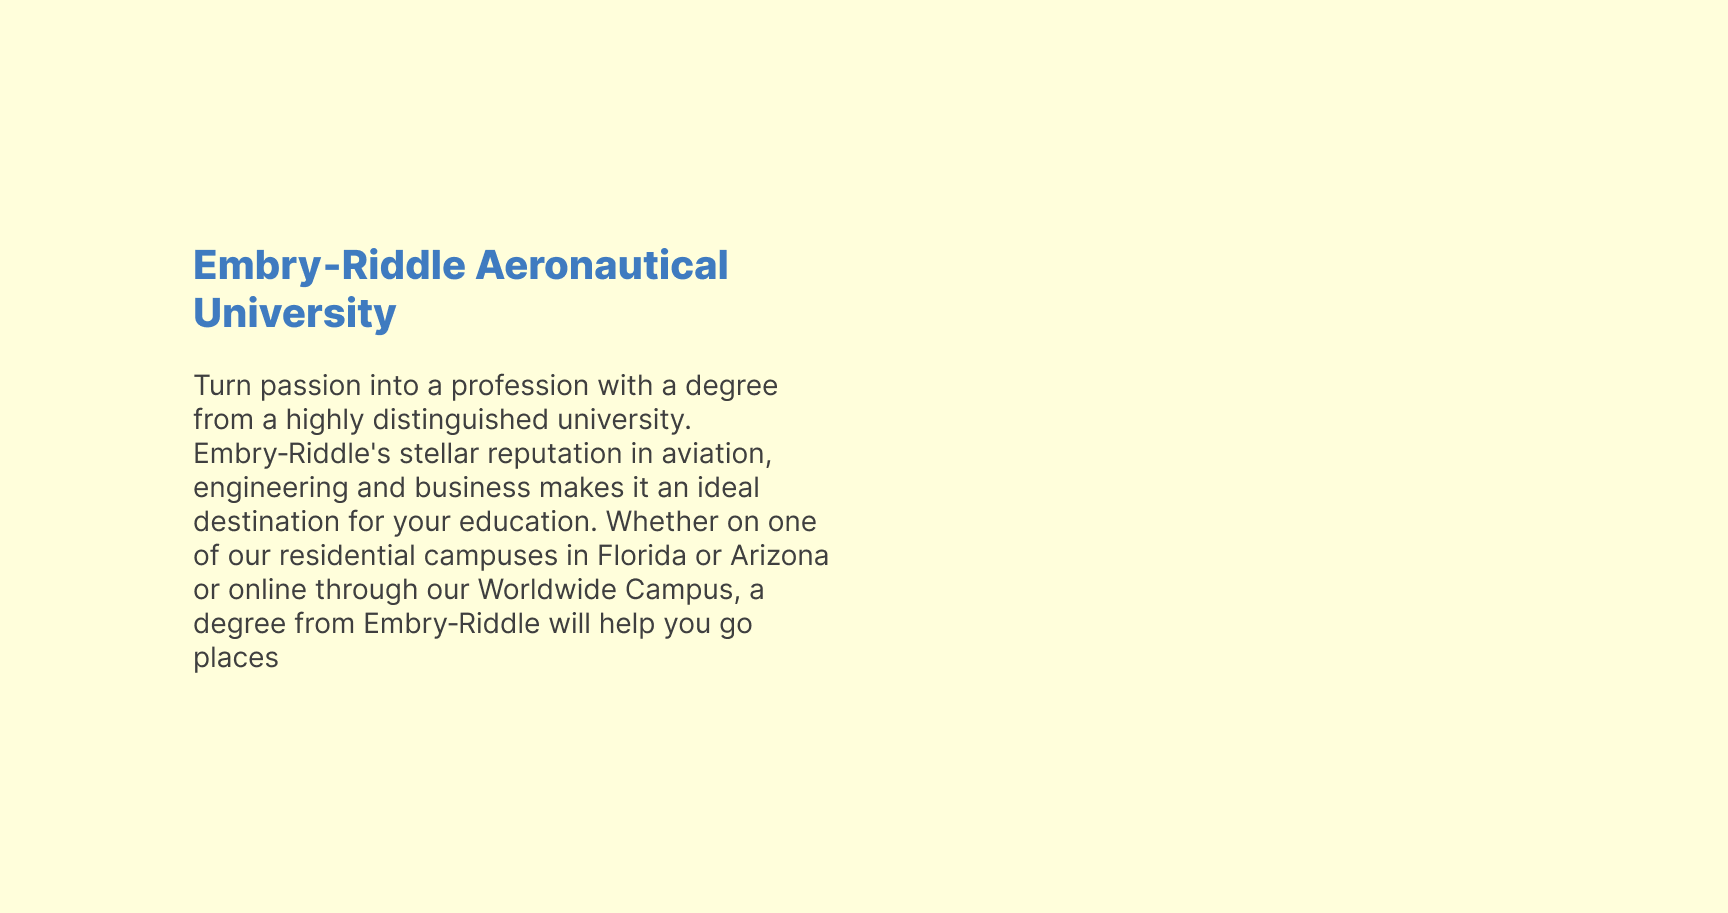 Embry-Riddle Aeronautical
University
Turn passion into a profession with a degree
from a highly distinguished university.
Embry-Riddle's stellar reputation in aviation,
engineering and business makes it an ideal
destination for your education. Whether on one
of our residential campuses in Florida or Arizona
or online through our Worldwide Campus, a
degree from Embry-Riddle will help you go
places